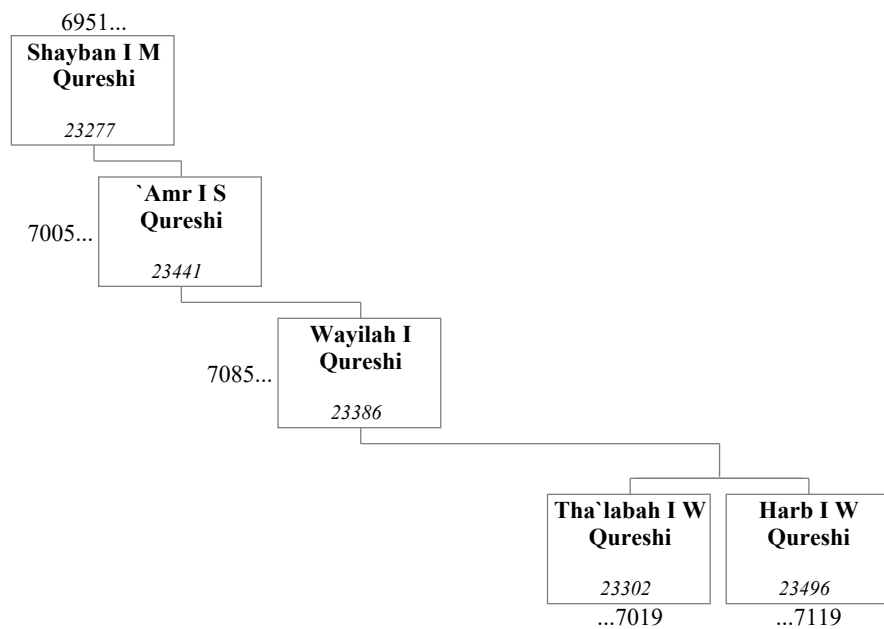 6951...
Shayban I M
Qureshi
23277
`Amr I S
Qureshi
7005...
23441
Wayilah I
Qureshi
7085...
23386
Tha`labah I W
Qureshi
23302
...7019
Harb I W
Qureshi
23496
...7119